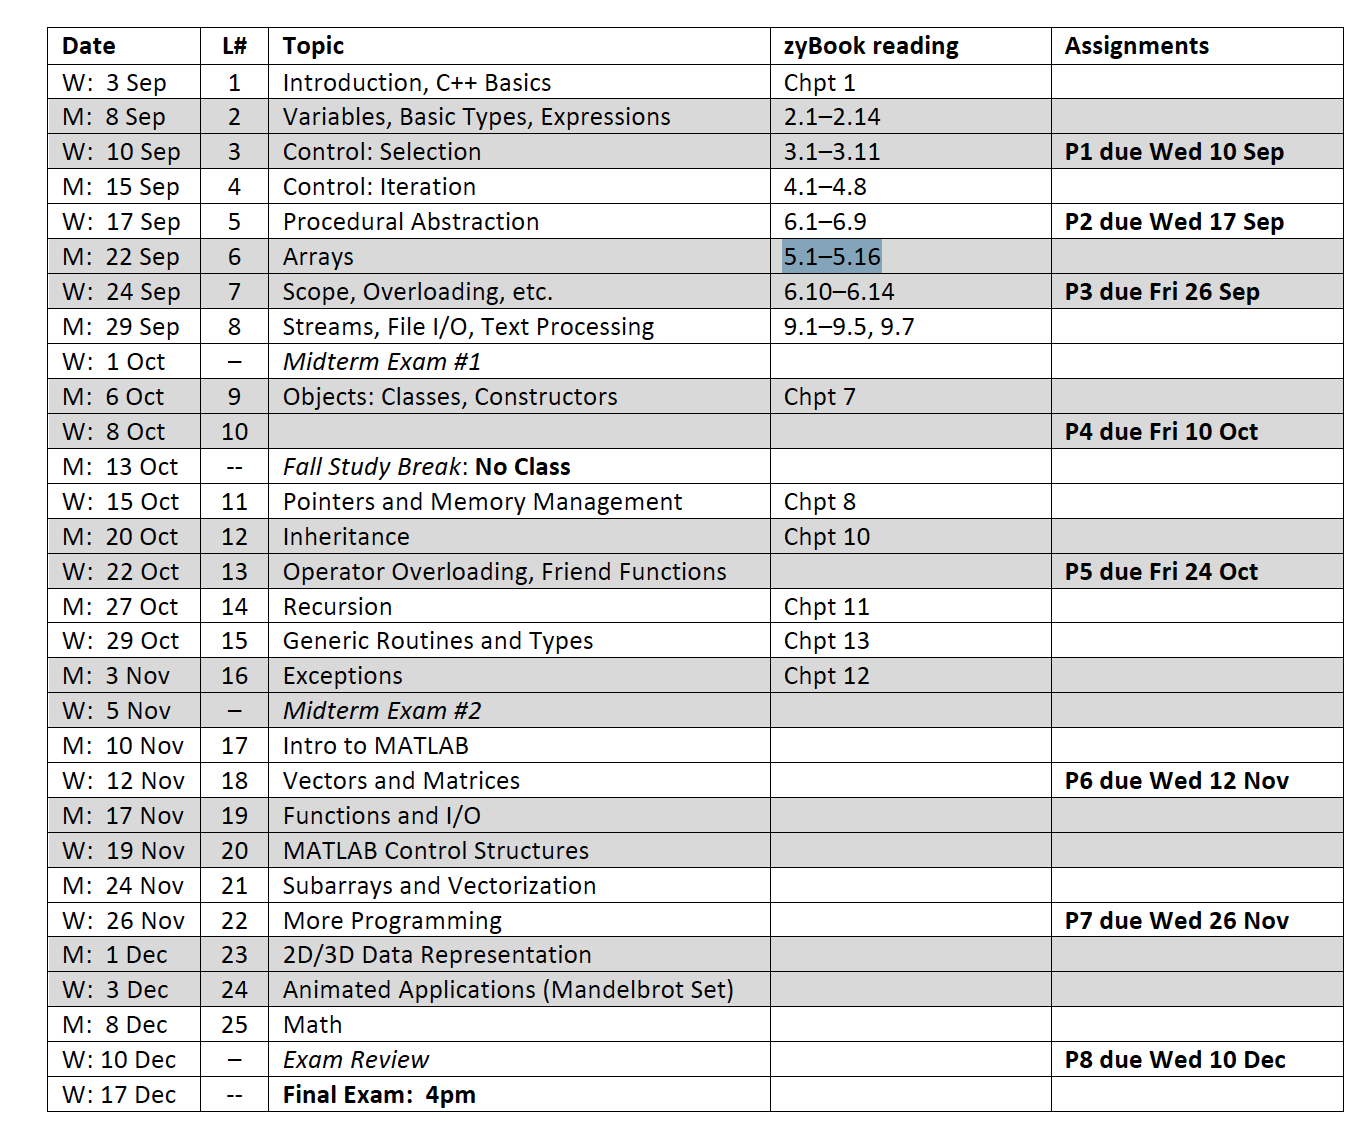 Date L# Topic zyBook reading Assignments
W: 3 Sep 1 Introduction, C++ Basics Chpt 1
M: 8 Sep 2 Variables, Basic Types, Expressions 2.1–2.14
W: 10 Sep 3 Control: Selection 3.1–3.11 P1 due Wed 10 Sep
M: 15 Sep 4 Control: Iteration 4.1–4.8
W: 17 Sep 5 Procedural Abstraction 6.1–6.9 P2 due Wed 17 Sep
M: 22 Sep 6 Arrays 5.1–5.16
W: 24 Sep 7 Scope, Overloading, etc. 6.10–6.14 P3 due Fri 26 Sep
M: 29 Sep 8 Streams, File I/O, Text Processing 9.1–9.5, 9.7
W: 1 Oct – Midterm Exam #1
M: 6 Oct 9 Objects: Classes, Constructors Chpt 7
W: 8 Oct 10 P4 due Fri 10 Oct
M: 13 Oct -- Fall Study Break: No Class
W: 15 Oct 11 Pointers and Memory Management Chpt 8
M: 20 Oct 12 Inheritance Chpt 10
W: 22 Oct 13 Operator Overloading, Friend Functions P5 due Fri 24 Oct
M: 27 Oct 14 Recursion Chpt 11
W: 29 Oct 15 Generic Routines and Types Chpt 13
M: 3 Nov 16 Exceptions Chpt 12
W: 5 Nov – Midterm Exam #2
M: 10 Nov 17 Intro to MATLAB
W: 12 Nov 18 Vectors and Matrices P6 due Wed 12 Nov
M: 17 Nov 19 Functions and I/O
W: 19 Nov 20 MATLAB Control Structures
M: 24 Nov 21 Subarrays and Vectorization
W: 26 Nov 22 More Programming P7 due Wed 26 Nov
M: 1 Dec 23 2D/3D Data Representation
W: 3 Dec 24 Animated Applications (Mandelbrot Set)
M: 8 Dec 25 Math
W: 10 Dec – Exam Review P8 due Wed 10 Dec
W: 17 Dec -- Final Exam: 4pm